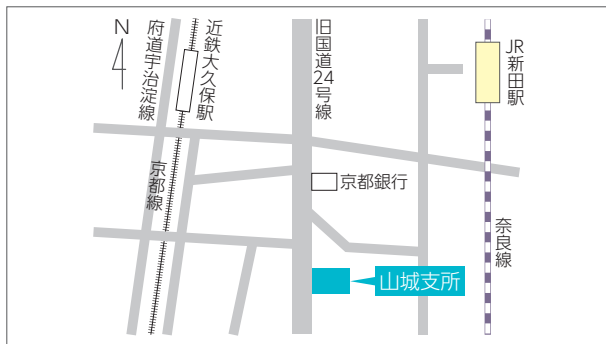 N
府道宇治淀線
近鉄大久保駅
旧国道24号線
JR新田駅
京都銀行
京都線
奈良線
山城支所